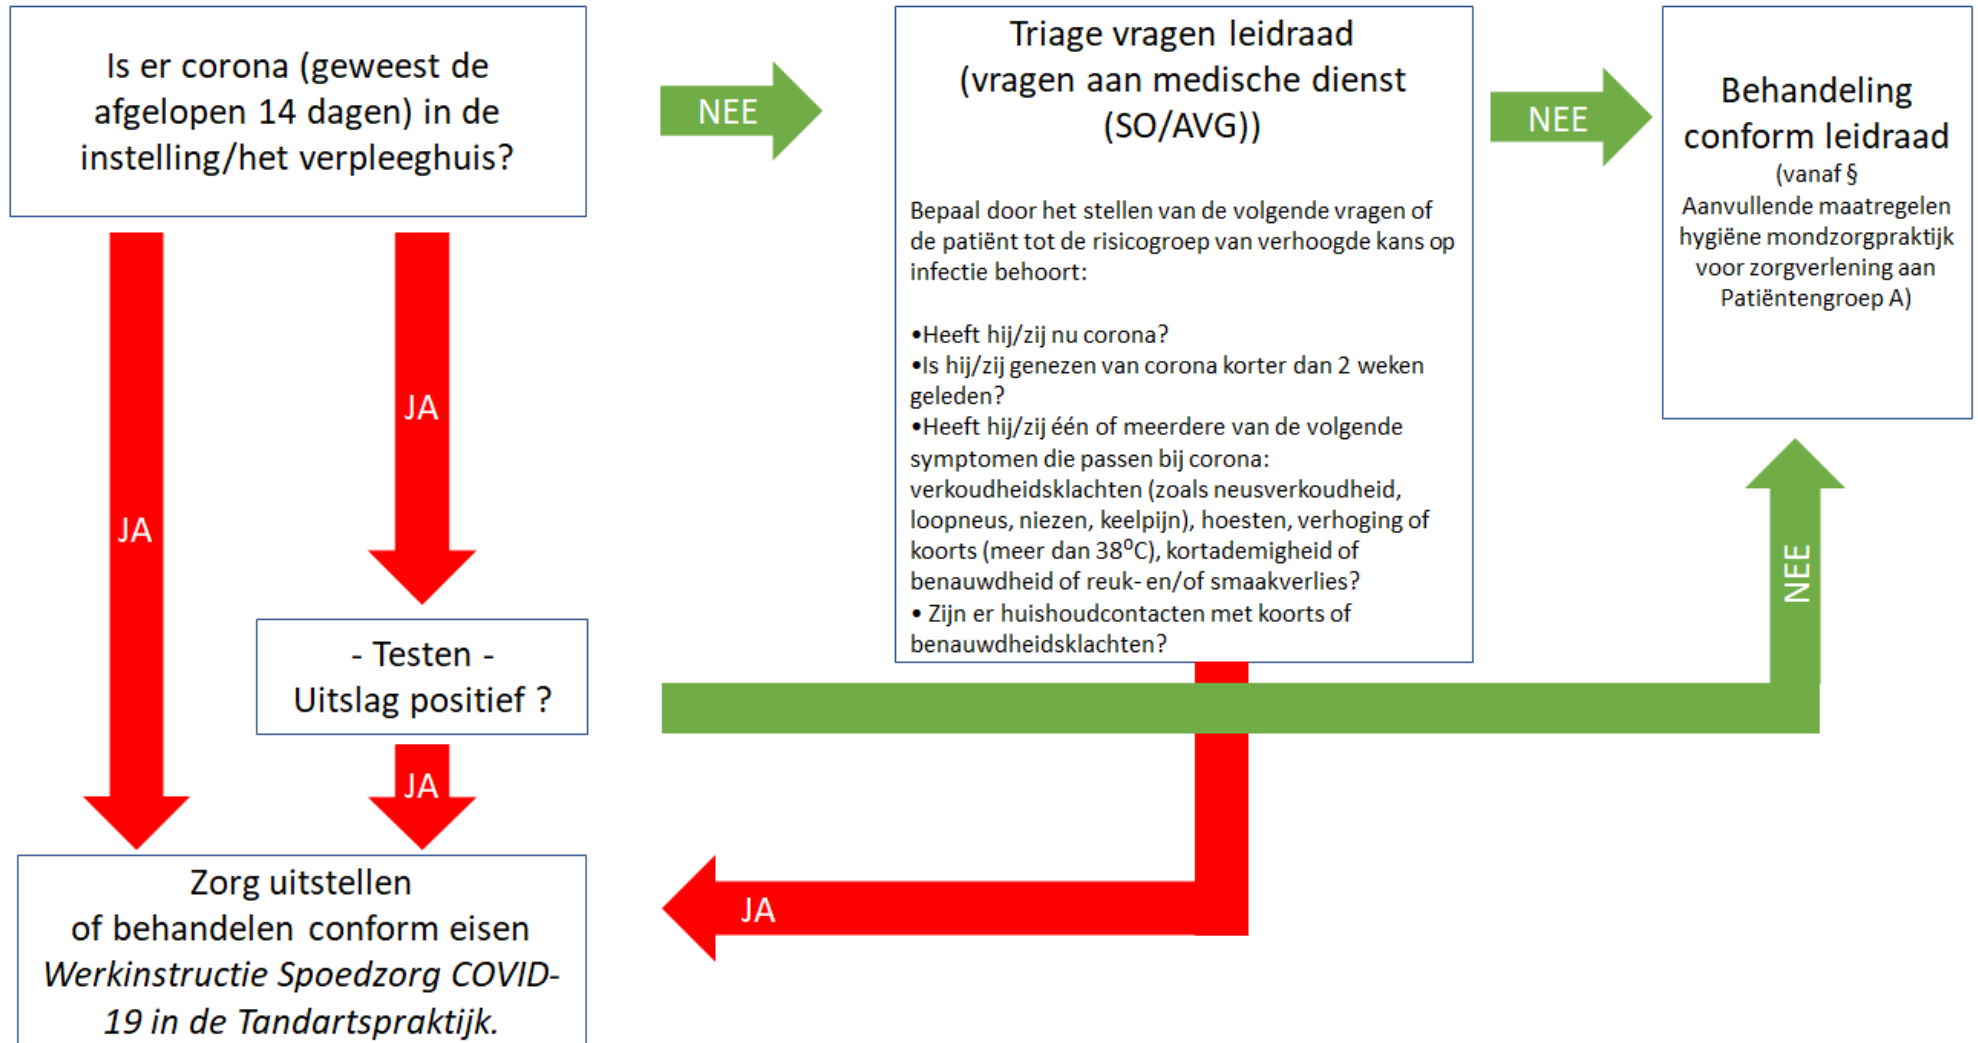 Is er corona (geweest de
afgelopen 14 dagen) in de
instelling/het verpleeghuis?
NEE
Triage vragen leidraad
(vragen aan medische dienst
(SO/AVG))
Bepaal door het stellen van de volgende vragen of
de patiënt tot de risicogroep van verhoogde kans op
infectie behoort:
•Heeft hij/zij nu corona?
•Is hij/zij genezen van corona korter dan 2 weken
geleden?
•Heeft hij/zij één of meerdere van de volgende
symptomen die passen bij corona:
verkoudheidsklachten (zoals neusverkoudheid,
loopneus, niezen, keelpijn), hoesten, verhoging of
koorts (meer dan 38⁰C), kortademigheid of
benauwdheid of reuk- en/of smaakverlies?
• Zijn er huishoudcontacten met koorts of
benauwdheidsklachten?
NEE
Behandeling
conform leidraad
(vanaf §
Aanvullende maatregelen
hygiëne mondzorgpraktijk
voor zorgverlening aan
Patiëntengroep A)
JA
JA
NEE
- Testen -
Uitslag positief ?
JA
JA
Zorg uitstellen
of behandelen conform eisen
Werkinstructie Spoedzorg COVID-
19 in de Tandartspraktijk.